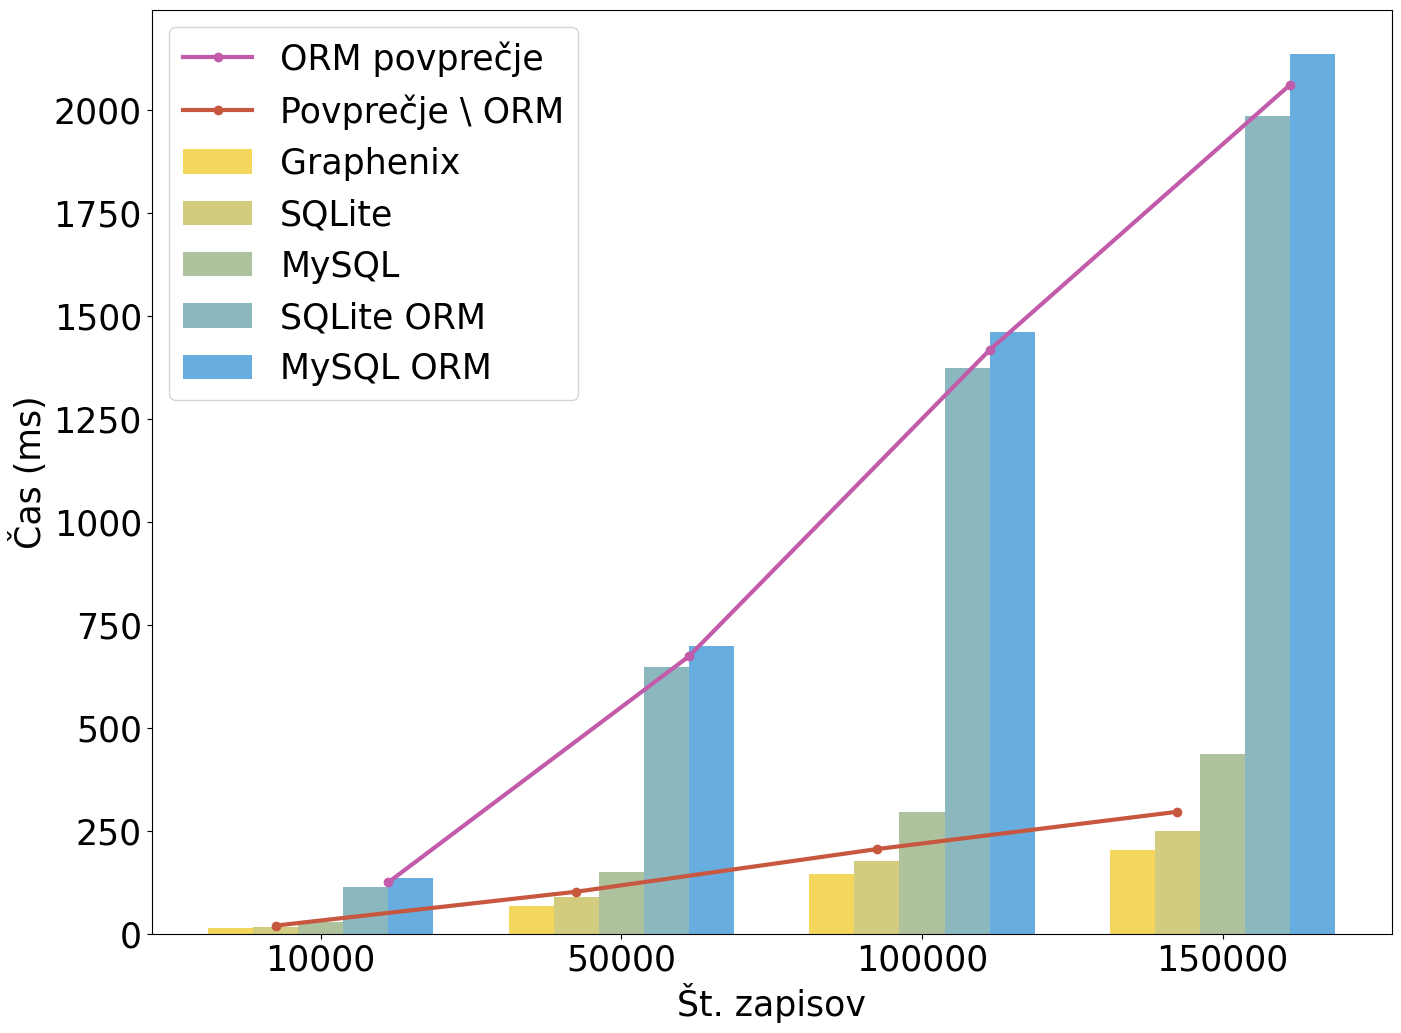 ORM povprečje
Povprečje \ ORM
Graphenix
SQLite
MySQL
SQLite ORM
MySQL ORM
2000
1750
1500
1250
1000
750
500
250
0
Čas (ms)
10000 50000 100000 150000
Št. zapisov